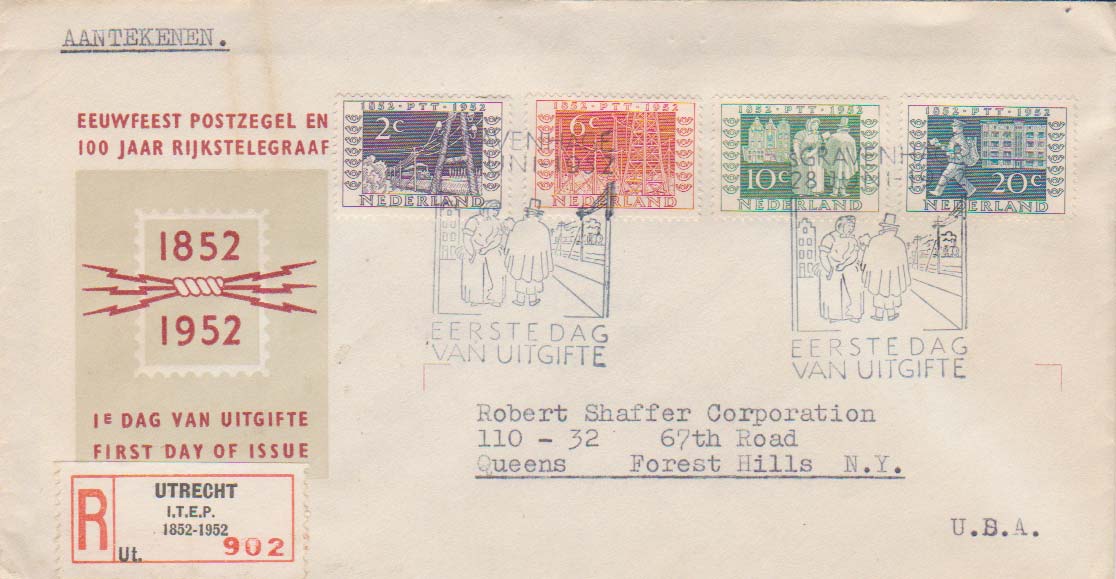 AANTEKENEN.
EEUWFEEST POSTZEGEL EN
100 JAAR RIJKSTELEGRAAF
1852
1952
1E DAG VAN UITGIFTE
FIRST DAY OF ISSUE
1852·PTT·1952
2c
NEDERLAND
1852·PTT·1952
6c
NEDERLAND
1852·PTT·1952
10c
NEDERLAND
1852·PTT·1952
20c
NEDERLAND
1952
EERSTE DAG
VAN UITGIFTE
'SGRAVENH
28
EERSTE DAG
VAN UITGIFTE
Robert Shaffer Corporation
110 - 32 67th Road
Queens Forest Hills N.Y.
U.S.A.
R
UTRECHT
I.T.E.P.
1852-1952
Ut. 902